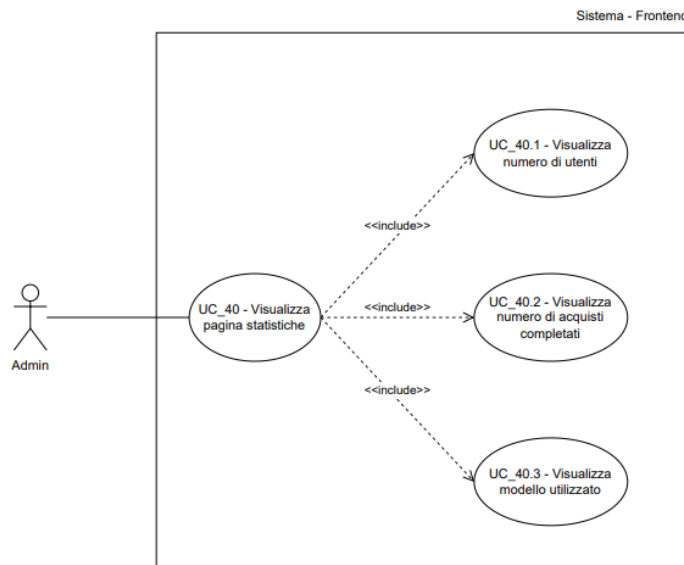 Sistema - Frontend
UC_40.1 - Visualizza
numero di utenti
<<include>>
UC_40 - Visualizza
pagina statistiche
<<include>>
UC_40.2 - Visualizza
numero di acquisti
completati
Admin
<<include>>
UC_40.3 - Visualizza
modello utilizzato